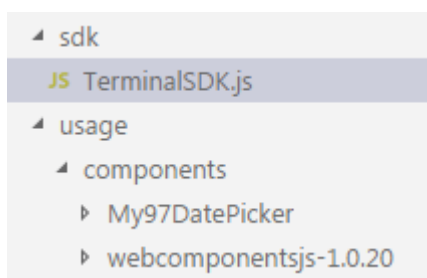 sdk
JS TerminalSDK.js
usage
components
My97DatePicker
webcomponentsjs-1.0.20